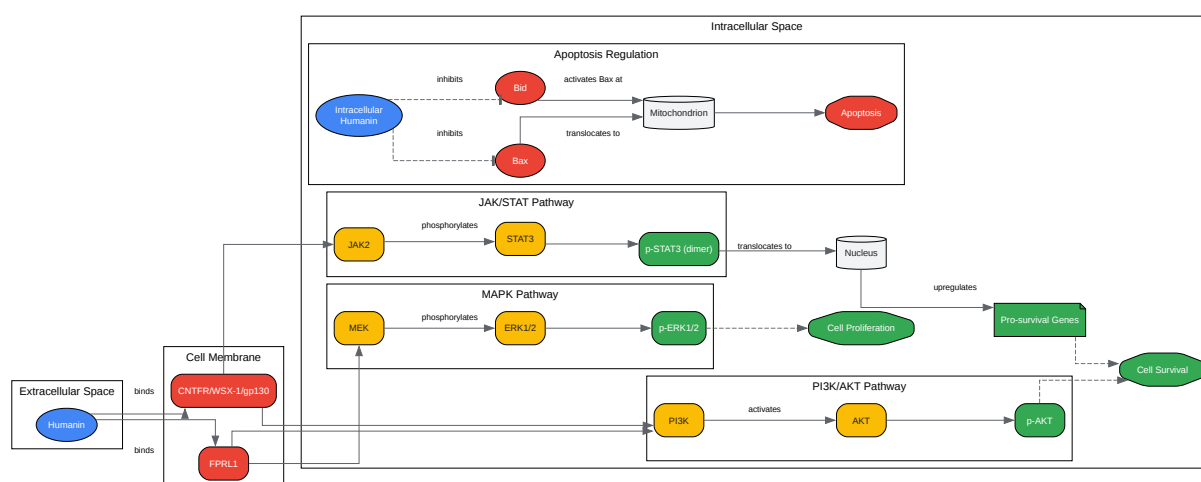 Intracellular Space
Apoptosis Regulation
inhibits
Bid
activates Bax at
Intracellular
Humanin
Mitochondrion
Apoptosis
inhibits
Bax
translocates to
JAK/STAT Pathway
JAK2
phosphorylates
STAT3
p-STAT3 (dimer)
translocates to
Nucleus
MAPK Pathway
MEK
phosphorylates
ERK1/2
p-ERK1/2
Cell Proliferation
upregulates
Pro-survival Genes
Cell Survival
Cell Membrane
CNTFR/WSX-1/gp130
FPRL1
Extracellular Space
Humanin
binds
binds
PI3K/AKT Pathway
PI3K
activates
AKT
p-AKT